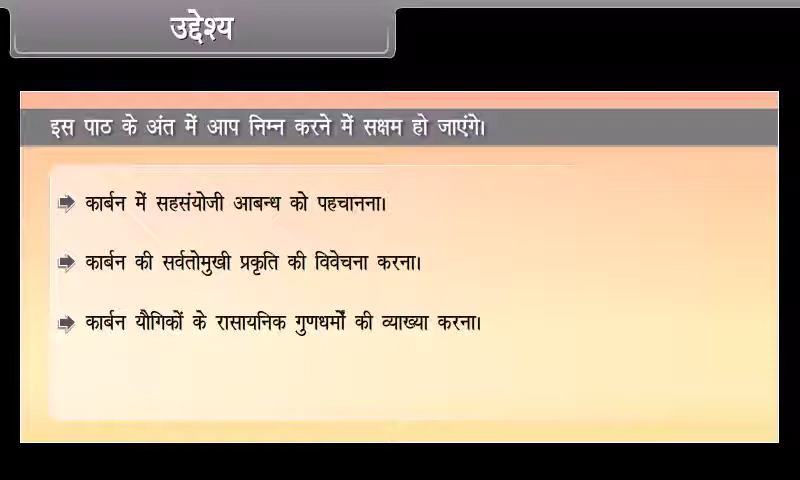 उद्देश्य
इस पाठ के अंत में आप निम्न करने में सक्षम हो जाएंगे।
कार्बन में सहसंयोजी आबन्ध को पहचानना।
कार्बन की सर्वतोमुखी प्रकृति की विवेचना करना।
कार्बन यौगिकों के रासायनिक गुणधर्मों की व्याख्या करना।